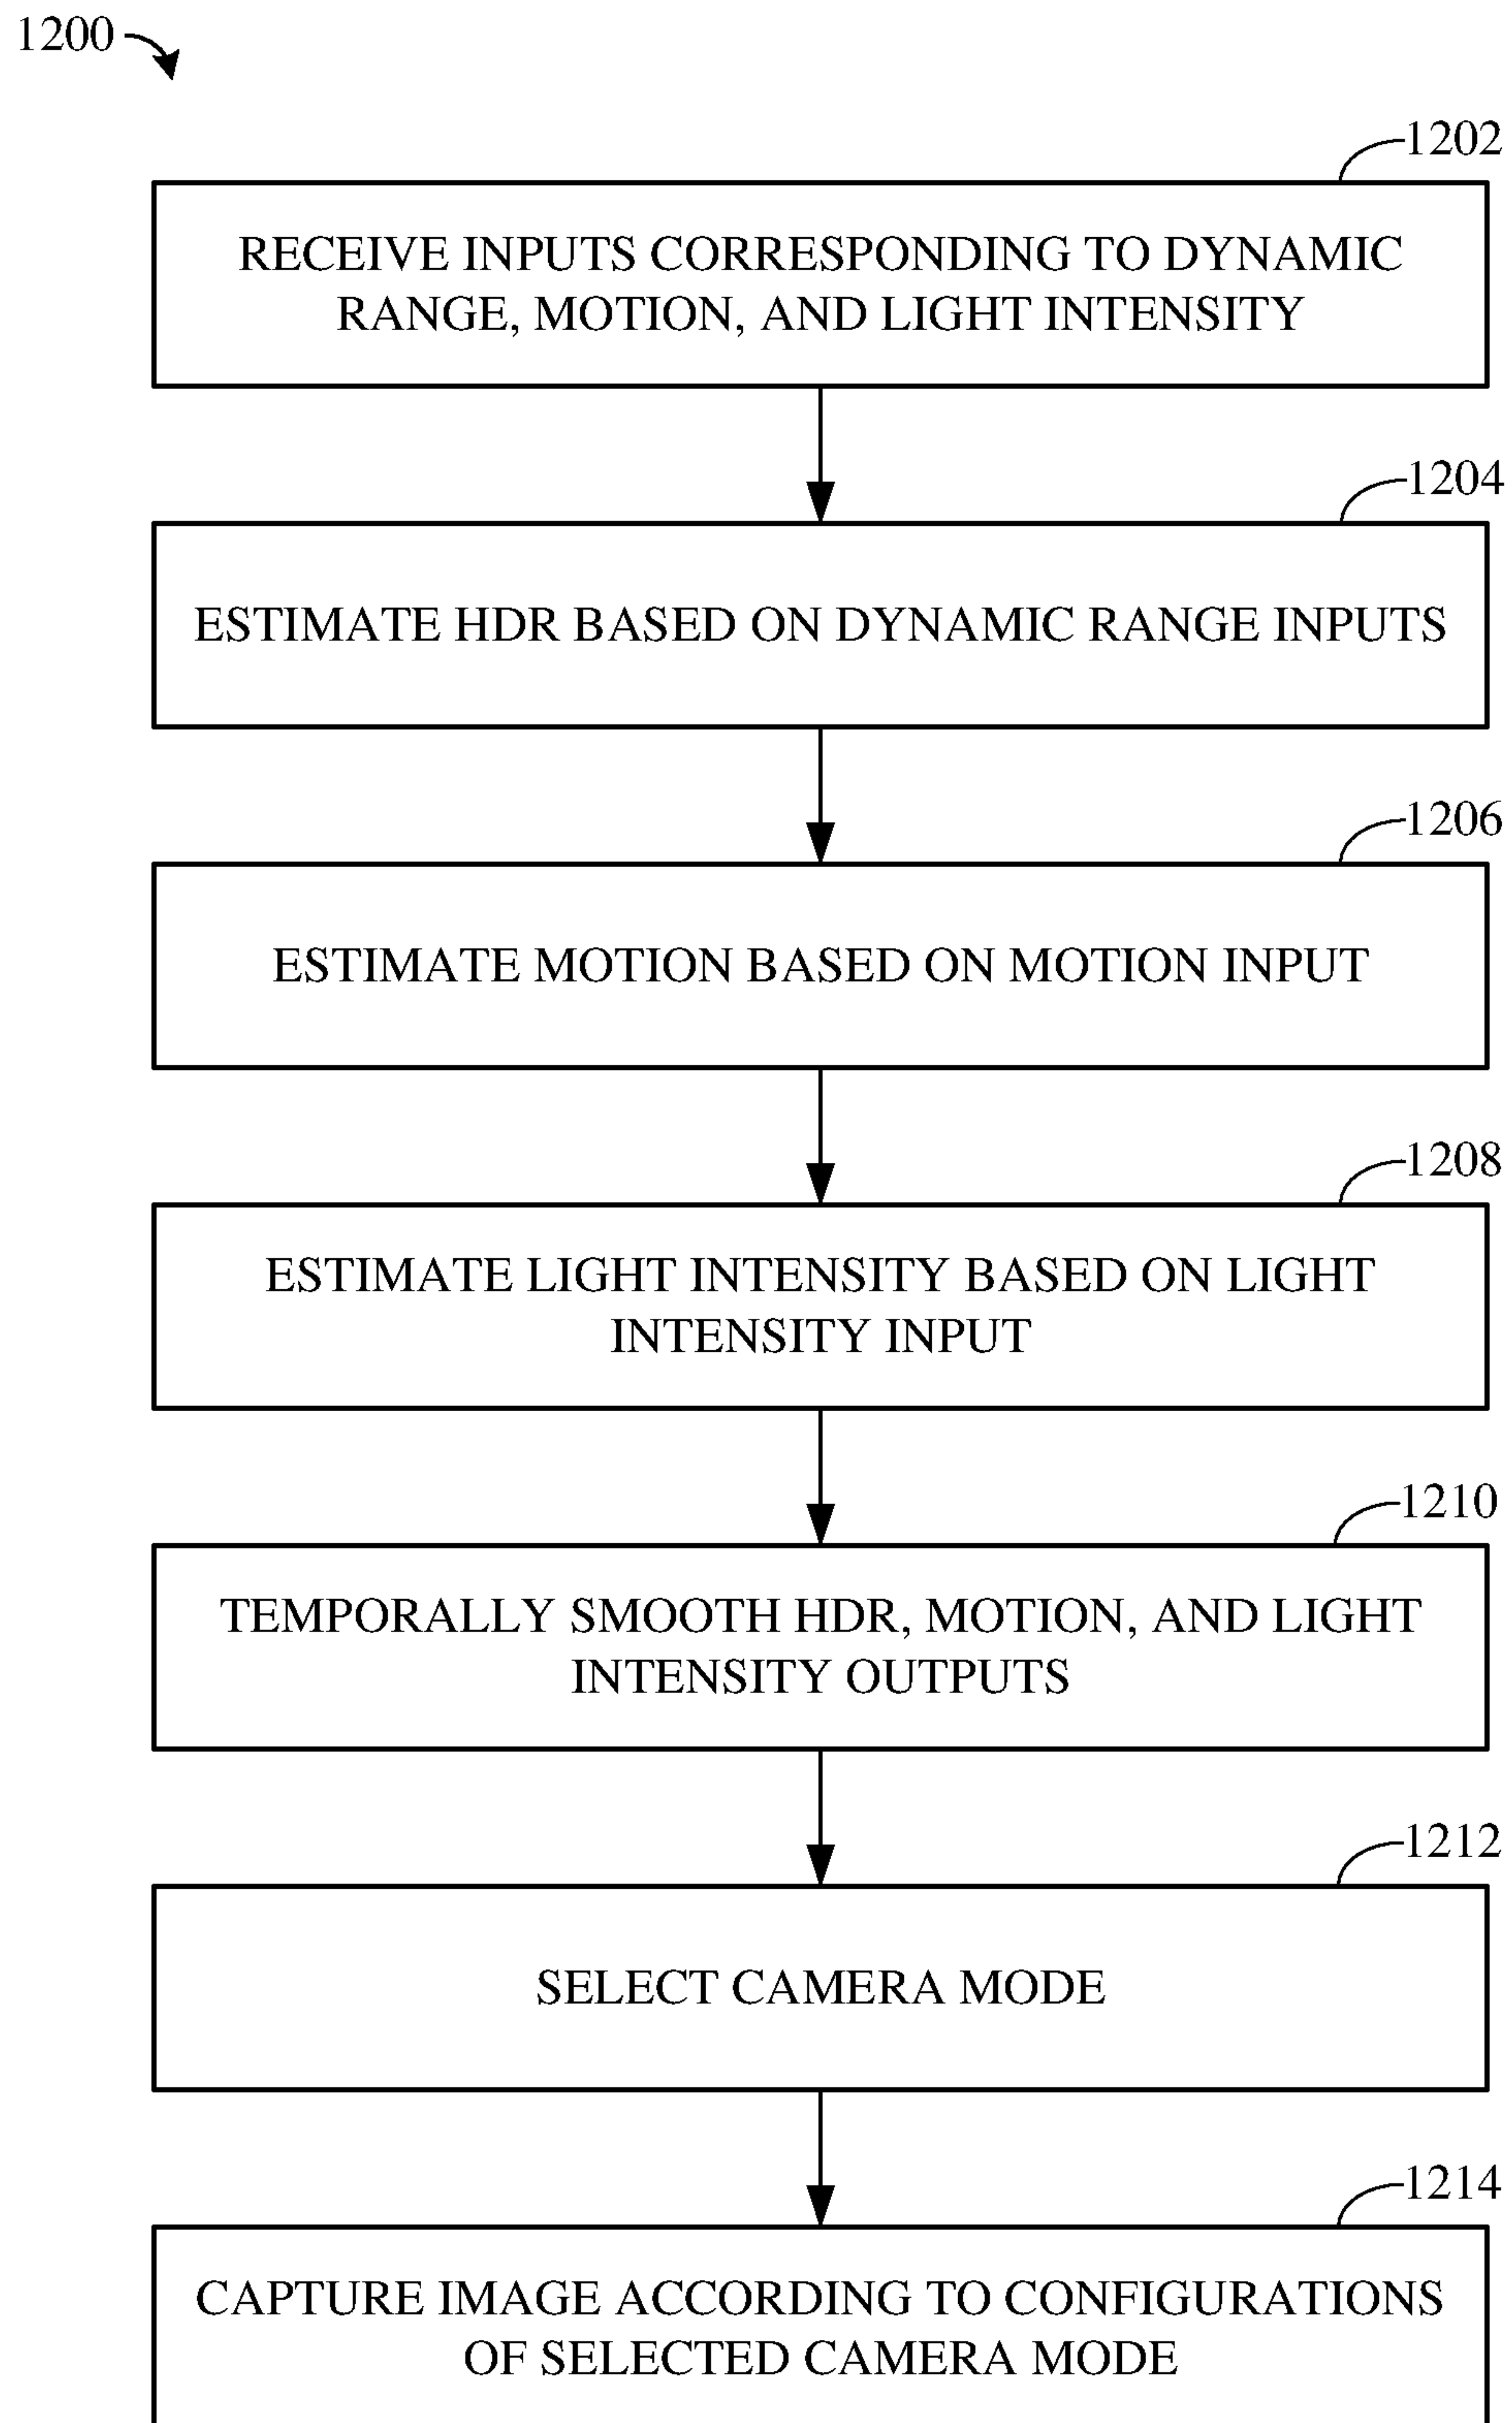 1200
1202
RECEIVE INPUTS CORRESPONDING TO DYNAMIC
RANGE, MOTION, AND LIGHT INTENSITY
1204
ESTIMATE HDR BASED ON DYNAMIC RANGE INPUTS
1206
ESTIMATE MOTION BASED ON MOTION INPUT
1208
ESTIMATE LIGHT INTENSITY BASED ON LIGHT
INTENSITY INPUT
1210
TEMPORALLY SMOOTH HDR, MOTION, AND LIGHT
INTENSITY OUTPUTS
1212
SELECT CAMERA MODE
1214
CAPTURE IMAGE ACCORDING TO CONFIGURATIONS
OF SELECTED CAMERA MODE